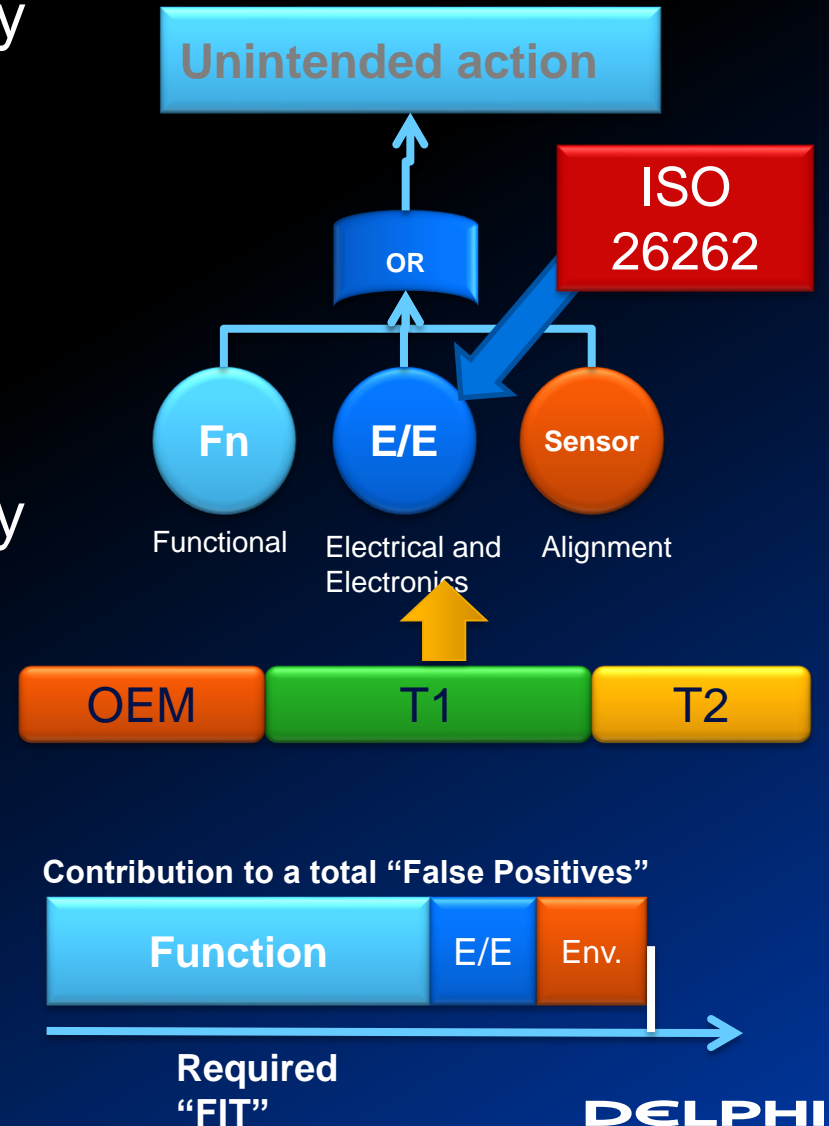 y
Unintended action
ISO
26262
OR
Fn
E/E
Sensor
y
Functional
Electrical and
Electronics
Alignment
OEM
T1
T2
Contribution to a total “False Positives”
Function
E/E
Env.
Required
“FIT”
DELPHI